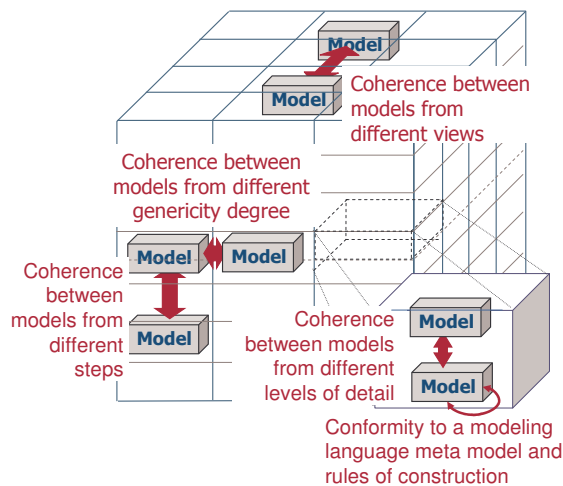 Model
Model
Coherence between
models from
different views
Coherence between
models from different
genericity degree
Model
Model
Coherence
between
models from
different
steps
Model
Coherence
between models
from different
levels of detail
Model
Model
Conformity to a modeling
language meta model and
rules of construction